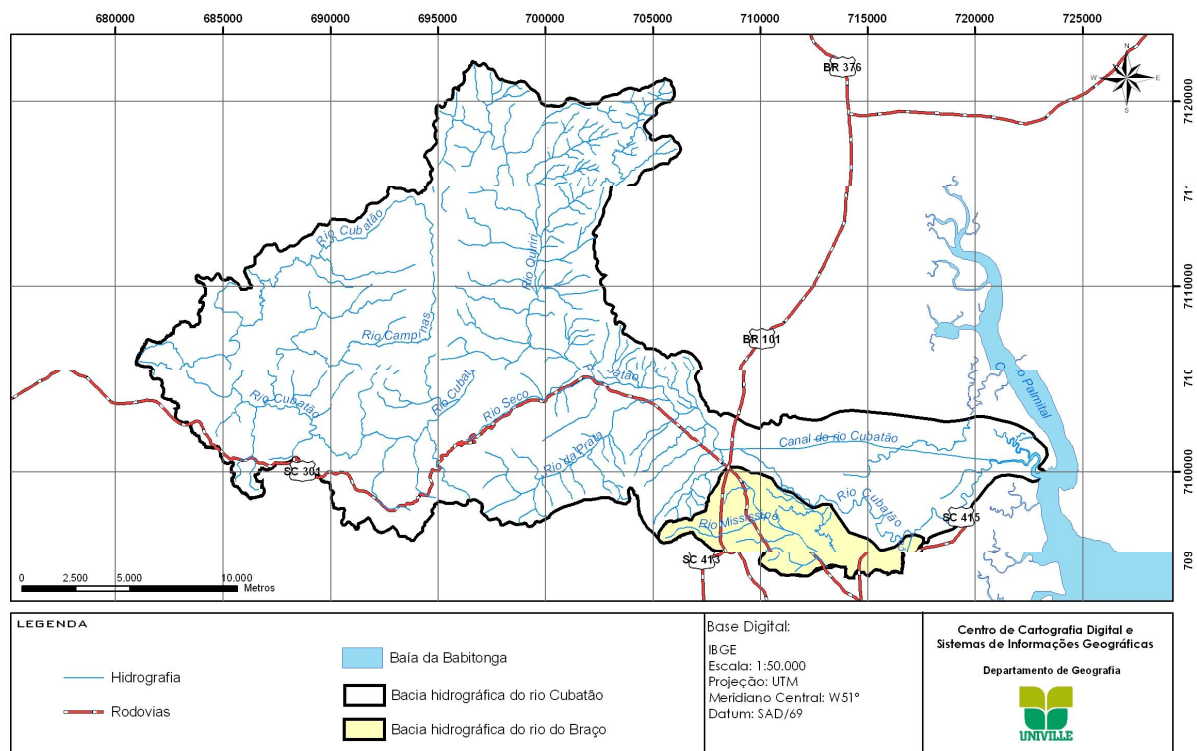 680000 685000 690000 695000 700000 705000 710000 715000 720000 725000
BR 376
N
W E
S
7120000
Rio Cubatão
Rio Quiriri
7110000
Rio Campinas
BR 101
Canal do Palmital
Rio Cubatão
Rio Seco
Rio da Prata
Canal do rio Cubatão
SC 301
7100000
Rio Cubatão
Rio Mississipi
SC 415
SC 413
709
0 2.500 5.000 10.000
Metros
LEGENDA
Hidrografia
Rodovias
Baía da Babitonga
Bacia hidrográfica do rio Cubatão
Bacia hidrográfica do rio do Braço
Base Digital:
IBGE
Escala: 1:50.000
Projeção: UTM
Meridiano Central: W51°
Datum: SAD/69
Centro de Cartografia Digital e
Sistemas de Informações Geográficas
Departamento de Geografia
UNIVILLE